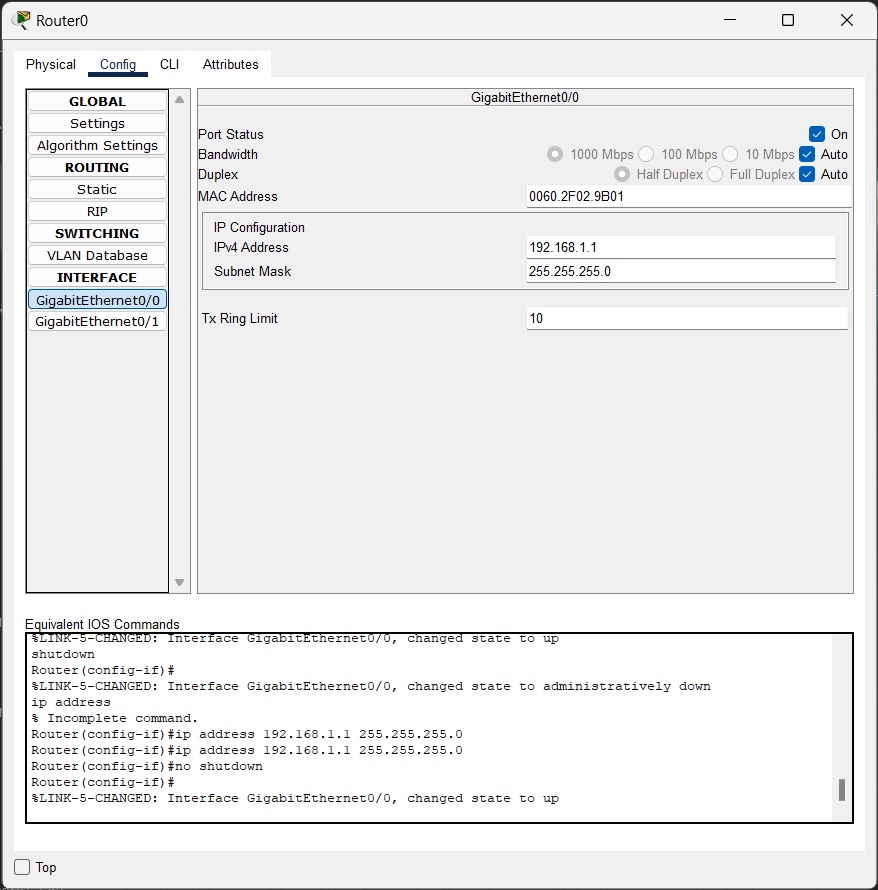 Router0
Physical Config CLI Attributes
GLOBAL
Settings
Algorithm Settings
ROUTING
Static
RIP
SWITCHING
VLAN Database
INTERFACE
GigabitEthernet0/0
GigabitEthernet0/1
GigabitEthernet0/0
Port Status On
Bandwidth 1000 Mbps 100 Mbps 10 Mbps Auto
Duplex Half Duplex Full Duplex Auto
MAC Address 0060.2F02.9B01
IP Configuration
IPv4 Address 192.168.1.1
Subnet Mask 255.255.255.0
Tx Ring Limit 10
Equivalent IOS Commands
%LINK-5-CHANGED: Interface GigabitEthernet0/0, changed state to up
shutdown
Router(config-if)#
%LINK-5-CHANGED: Interface GigabitEthernet0/0, changed state to administratively down
ip address
% Incomplete command.
Router(config-if)#ip address 192.168.1.1 255.255.255.0
Router(config-if)#ip address 192.168.1.1 255.255.255.0
Router(config-if)#no shutdown
Router(config-if)#
%LINK-5-CHANGED: Interface GigabitEthernet0/0, changed state to up
Top